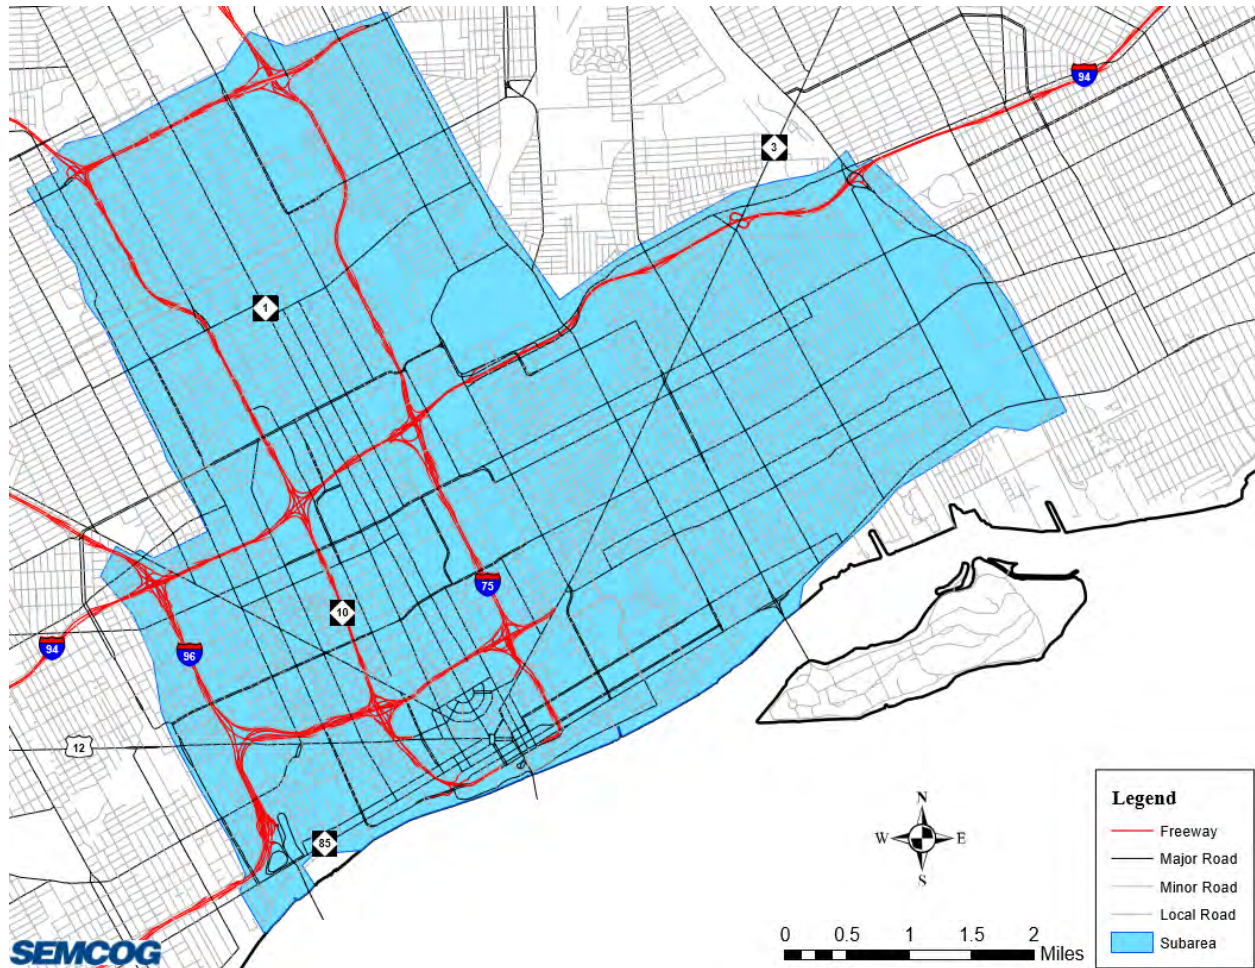 94
3
1
75
10
94
96
12
85
N
W E
S
0 0.5 1 1.5 2
Miles
Legend
Freeway
Major Road
Minor Road
Local Road
Subarea
SEMCOG